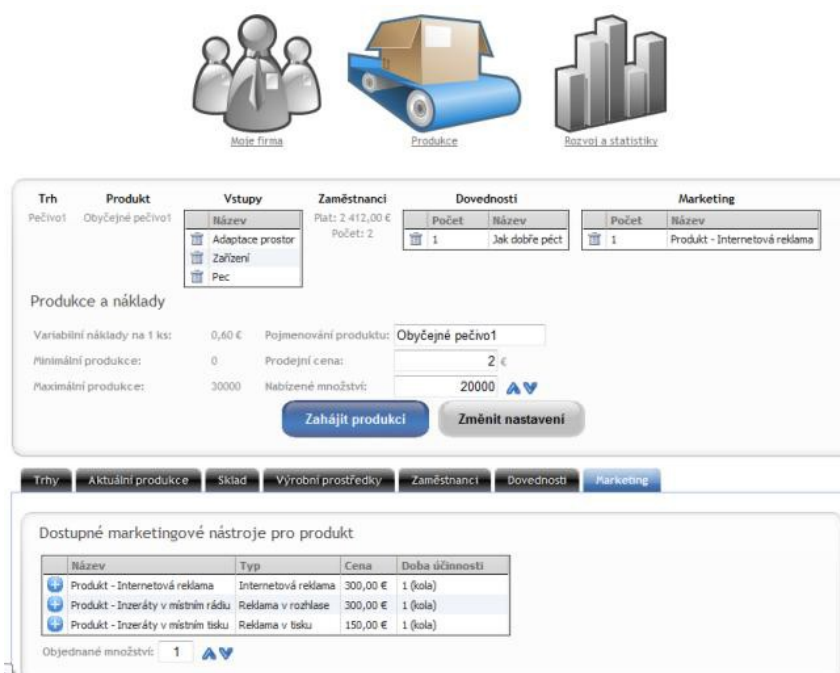 Moje firma Produkce Rozvoj a statistiky
Trh Produkt Vstupy Zaměstnanci Dovednosti Marketing
Pečivo1 Obyčejné pečivo1 Název Plat: 2 412,00 € Počet Název Počet Název
Adaptace prostor Počet: 2 1 Jak dobře péct 1 Produkt - Internetová reklama
Zařízení
Pec
Produkce a náklady
Variabilní náklady na 1 ks: 0,60 € Pojmenování produktu: Obyčejné pečivo1
Minimální produkce: 0 Prodejní cena: 2 €
Maximální produkce: 30000 Nabízené množství: 20000
Zahájit produkci Změnit nastavení
Trhy Aktuální produkce Sklad Výrobní prostředky Zaměstnanci Dovednosti Marketing
Dostupné marketingové nástroje pro produkt
Název Typ Cena Doba účinnosti
Produkt - Internetová reklama Internetová reklama 300,00 € 1 (kola)
Produkt - Inzeráty v místním rádiu Reklama v rozhlase 300,00 € 1 (kola)
Produkt - Inzeráty v místním tisku Reklama v tisku 150,00 € 1 (kola)
Objednané množství: 1